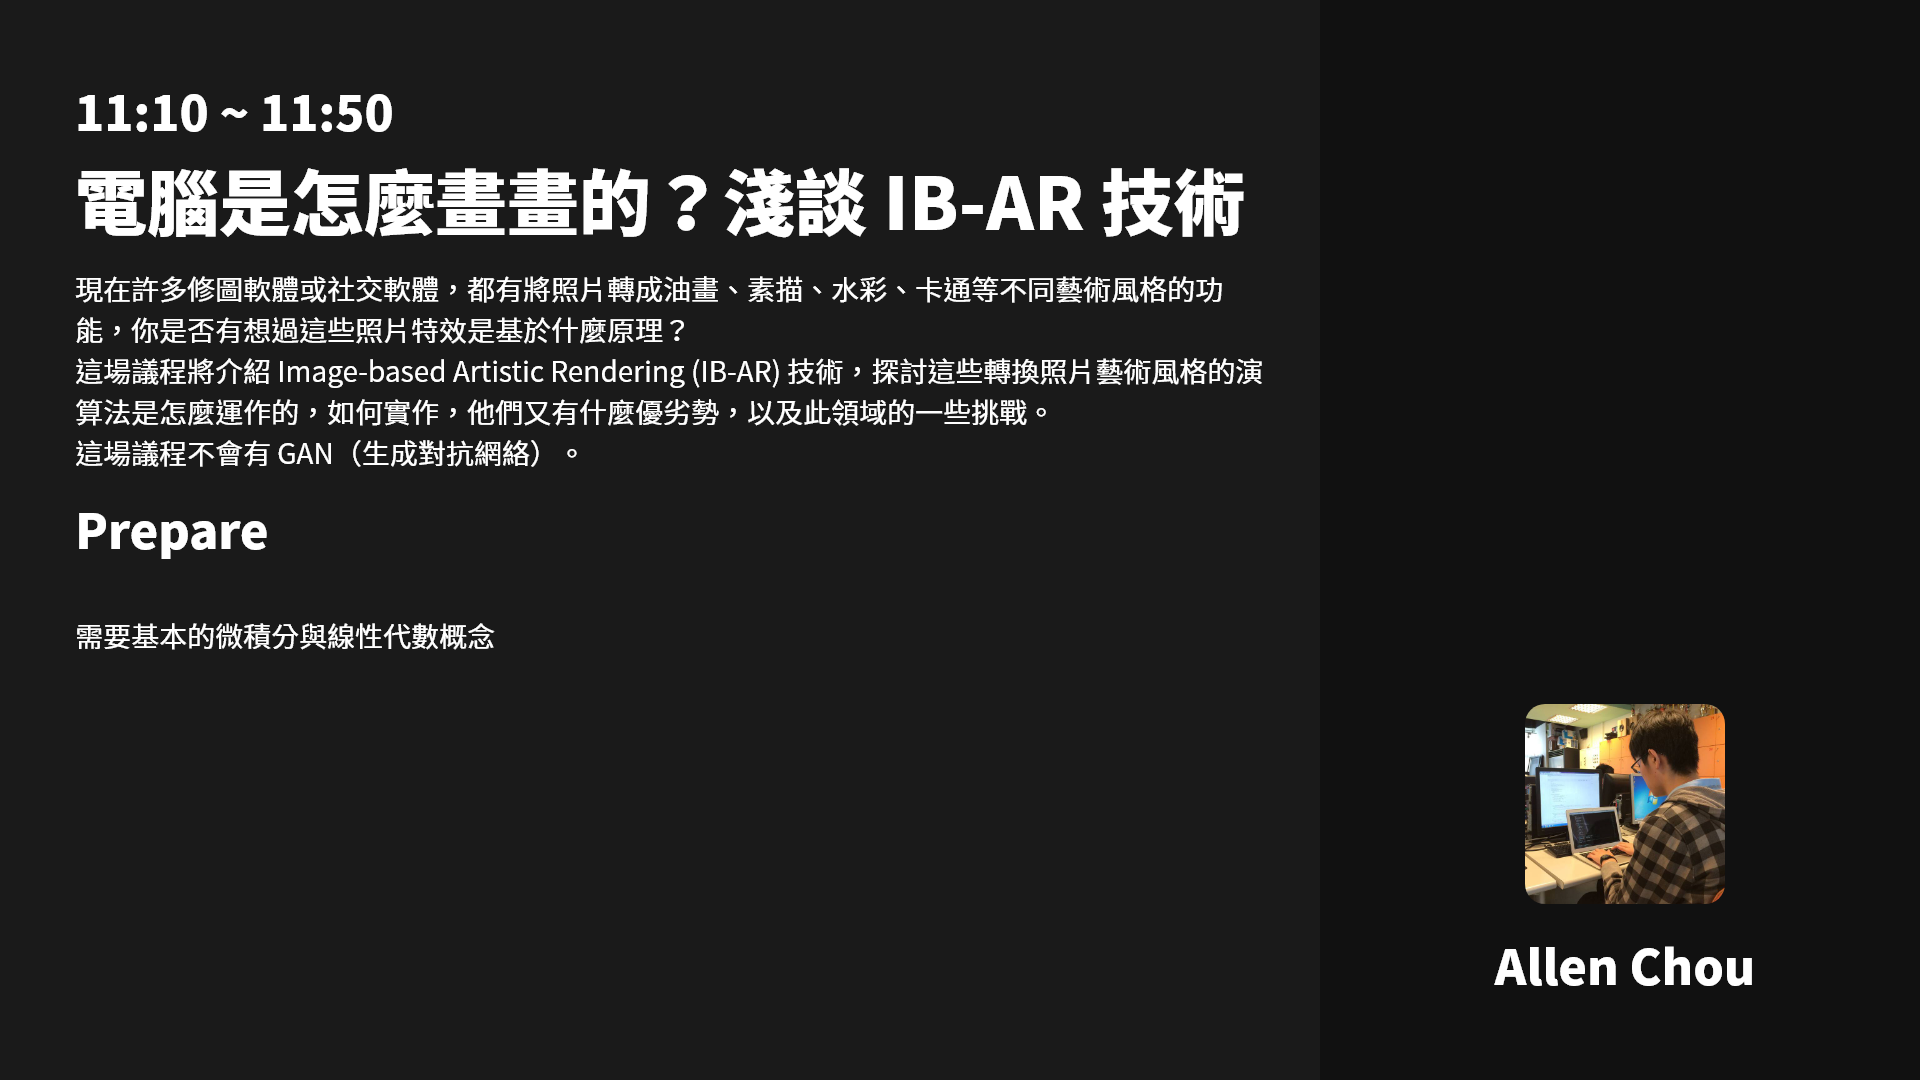 11:10 ~ 11:50
電腦是怎麼畫畫的？淺談 IB-AR 技術
現在許多修圖軟體或社交軟體，都有將照片轉成油畫、素描、水彩、卡通等不同藝術風格的功
能，你是否有想過這些照片特效是基於什麼原理？
這場議程將介紹 Image-based Artistic Rendering (IB-AR) 技術，探討這些轉換照片藝術風格的演
算法是怎麼運作的，如何實作，他們又有什麼優劣勢，以及此領域的一些挑戰。
這場議程不會有 GAN（生成對抗網絡）。
Prepare
需要基本的微積分與線性代數概念
Allen Chou